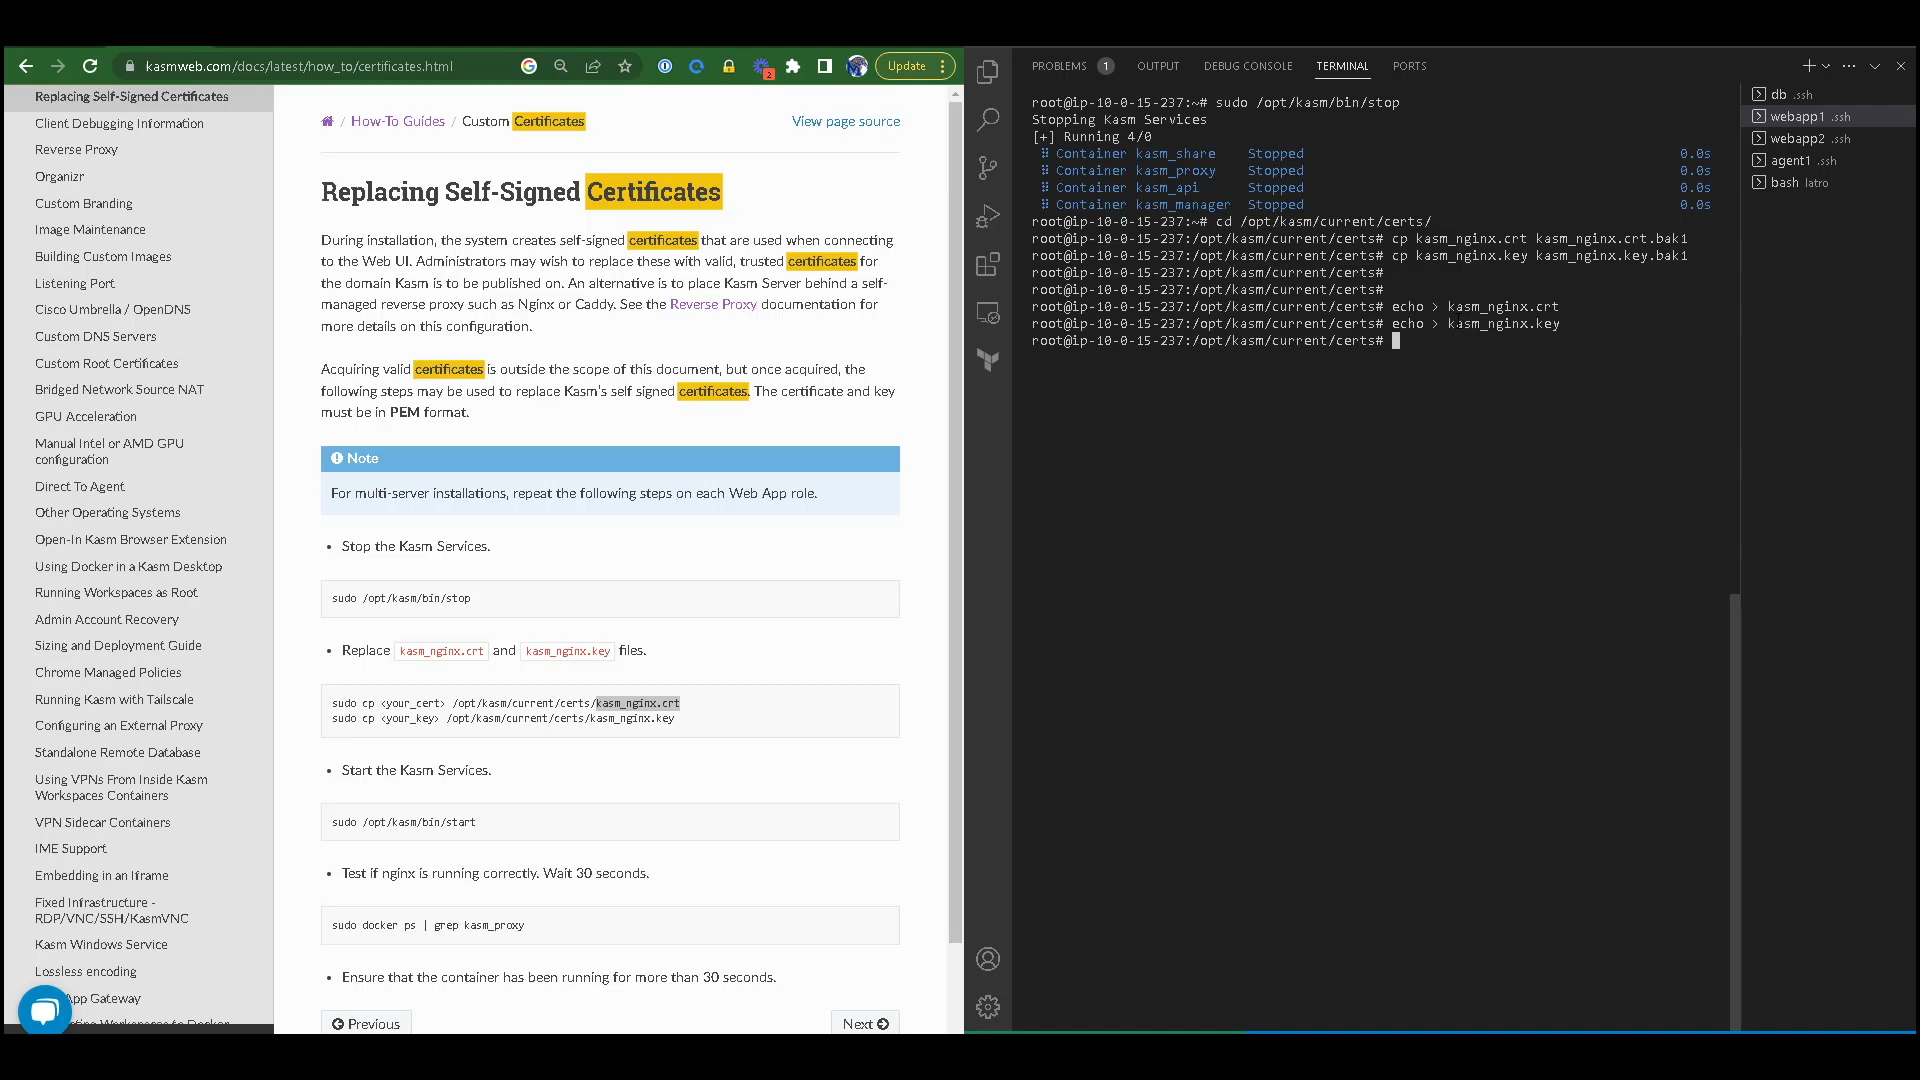 kasmweb.com/docs/latest/how_to/certificates.html
2
Update
Replacing Self-Signed Certificates
Client Debugging Information
Reverse Proxy
Organizr
Custom Branding
Image Maintenance
Building Custom Images
Listening Port
Cisco Umbrella / OpenDNS
Custom DNS Servers
Custom Root Certificates
Bridged Network Source NAT
GPU Acceleration
Manual Intel or AMD GPU
configuration
Direct To Agent
Other Operating Systems
Open-In Kasm Browser Extension
Using Docker in a Kasm Desktop
Running Workspaces as Root
Admin Account Recovery
Sizing and Deployment Guide
Chrome Managed Policies
Running Kasm with Tailscale
Configuring an External Proxy
Standalone Remote Database
Using VPNs From Inside Kasm
Workspaces Containers
VPN Sidecar Containers
IME Support
Embedding in an Iframe
Fixed Infrastructure -
RDP/VNC/SSH/KasmVNC
Kasm Windows Service
Lossless encoding
App Gateway
Workspaces to Docker
/ How-To Guides / Custom Certificates
View page source
Replacing Self-Signed Certificates
During installation, the system creates self-signed certificates that are used when connecting
to the Web UI. Administrators may wish to replace these with valid, trusted certificates for
the domain Kasm is to be published on. An alternative is to place Kasm Server behind a self-
managed reverse proxy such as Nginx or Caddy. See the Reverse Proxy documentation for
more details on this configuration.
Acquiring valid certificates is outside the scope of this document, but once acquired, the
following steps may be used to replace Kasm's self signed certificates. The certificate and key
must be in PEM format.
Note
For multi-server installations, repeat the following steps on each Web App role.
• Stop the Kasm Services.
sudo /opt/kasm/bin/stop
• Replace kasm_nginx.crt and kasm_nginx.key files.
sudo cp <your_cert> /opt/kasm/current/certs/kasm_nginx.crt
sudo cp <your_key> /opt/kasm/current/certs/kasm_nginx.key
• Start the Kasm Services.
sudo /opt/kasm/bin/start
• Test if nginx is running correctly. Wait 30 seconds.
sudo docker ps | grep kasm_proxy
• Ensure that the container has been running for more than 30 seconds.
Previous
Next
PROBLEMS 1 OUTPUT DEBUG CONSOLE TERMINAL PORTS
root@ip-10-0-15-237:~# sudo /opt/kasm/bin/stop
Stopping Kasm Services
[+] Running 4/0
⠿ Container kasm_share Stopped 0.0s
⠿ Container kasm_proxy Stopped 0.0s
⠿ Container kasm_api Stopped 0.0s
⠿ Container kasm_manager Stopped 0.0s
root@ip-10-0-15-237:~# cd /opt/kasm/current/certs/
root@ip-10-0-15-237:/opt/kasm/current/certs# cp kasm_nginx.crt kasm_nginx.crt.bak1
root@ip-10-0-15-237:/opt/kasm/current/certs# cp kasm_nginx.key kasm_nginx.key.bak1
root@ip-10-0-15-237:/opt/kasm/current/certs#
root@ip-10-0-15-237:/opt/kasm/current/certs#
root@ip-10-0-15-237:/opt/kasm/current/certs# echo > kasm_nginx.crt
root@ip-10-0-15-237:/opt/kasm/current/certs# echo > kasm_nginx.key
root@ip-10-0-15-237:/opt/kasm/current/certs#
db .ssh
webapp1 .ssh
webapp2 .ssh
agent1 .ssh
bash latro